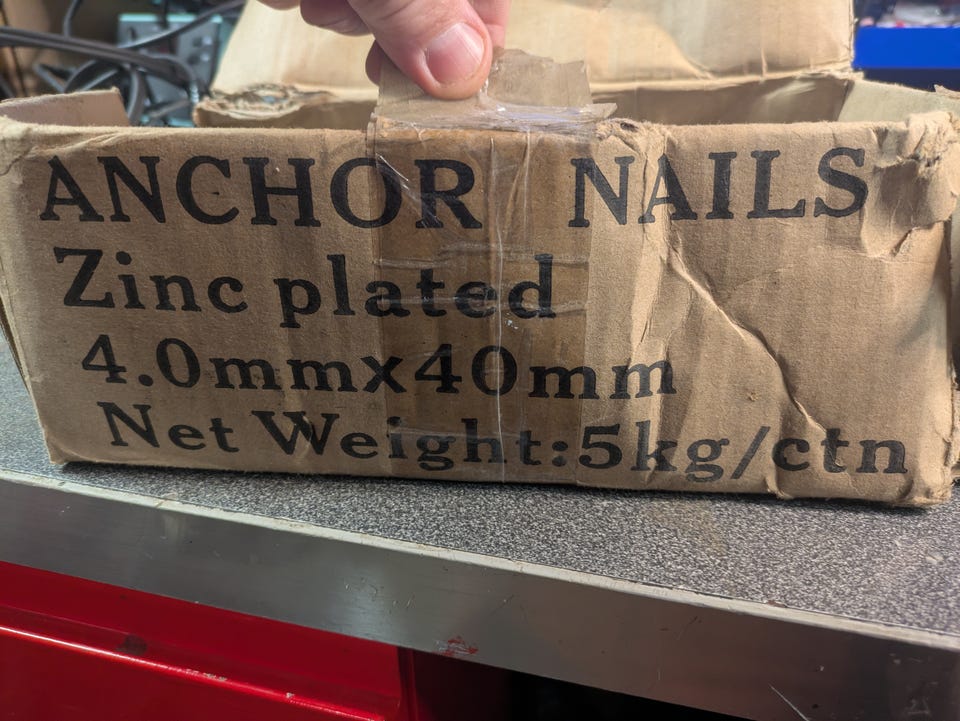 ANCHOR NAILS
Zinc plated
4.0mmx40mm
Net Weight:5kg/ctn